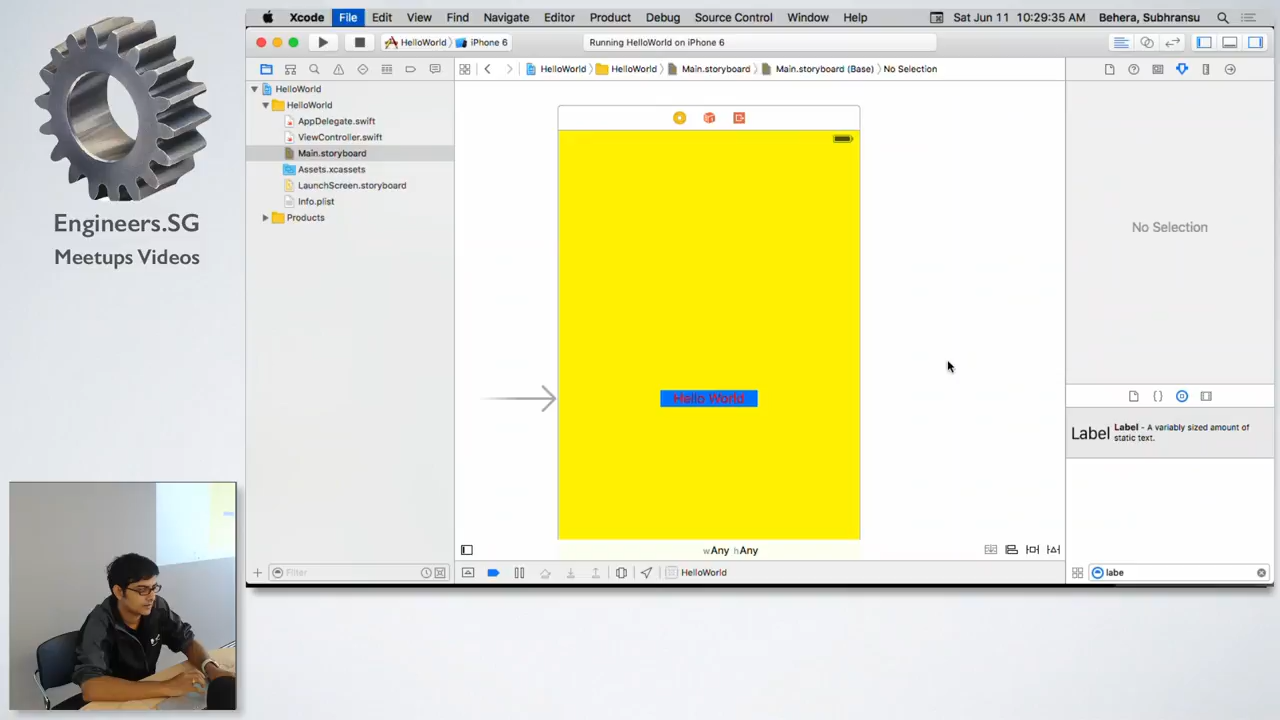 Engineers.SG
Meetups Videos
Xcode File Edit View Find Navigate Editor Product Debug Source Control Window Help Sat Jun 11 10:29:35 AM Behera, Subhransu
HelloWorld iPhone 6 Running HelloWorld on iPhone 6
HelloWorld HelloWorld Main.storyboard Main.storyboard (Base) No Selection
HelloWorld
HelloWorld
AppDelegate.swift
ViewController.swift
Main.storyboard
Assets.xcassets
LaunchScreen.storyboard
Info.plist
Products
No Selection
Hello World
Label Label - A variably sized amount of
static text.
wAny hAny
Filter
HelloWorld
labe